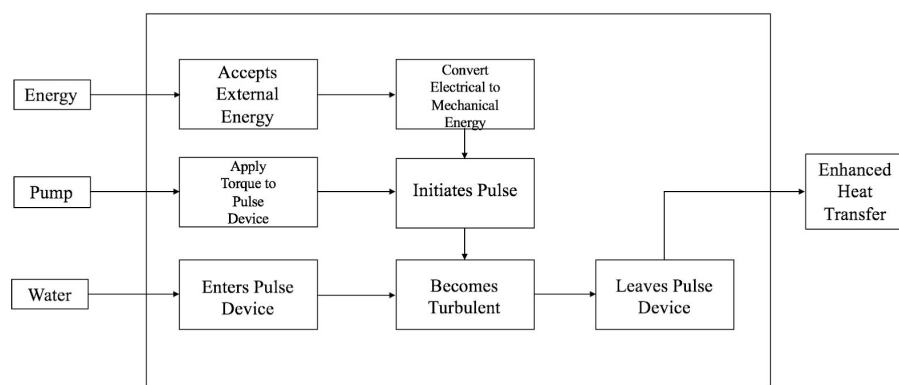 Energy
Accepts
External
Energy
Convert
Electrical to
Mechanical
Energy
Pump
Apply
Torque to
Pulse
Device
Initiates Pulse
Enhanced
Heat
Transfer
Water
Enters Pulse
Device
Becomes
Turbulent
Leaves Pulse
Device